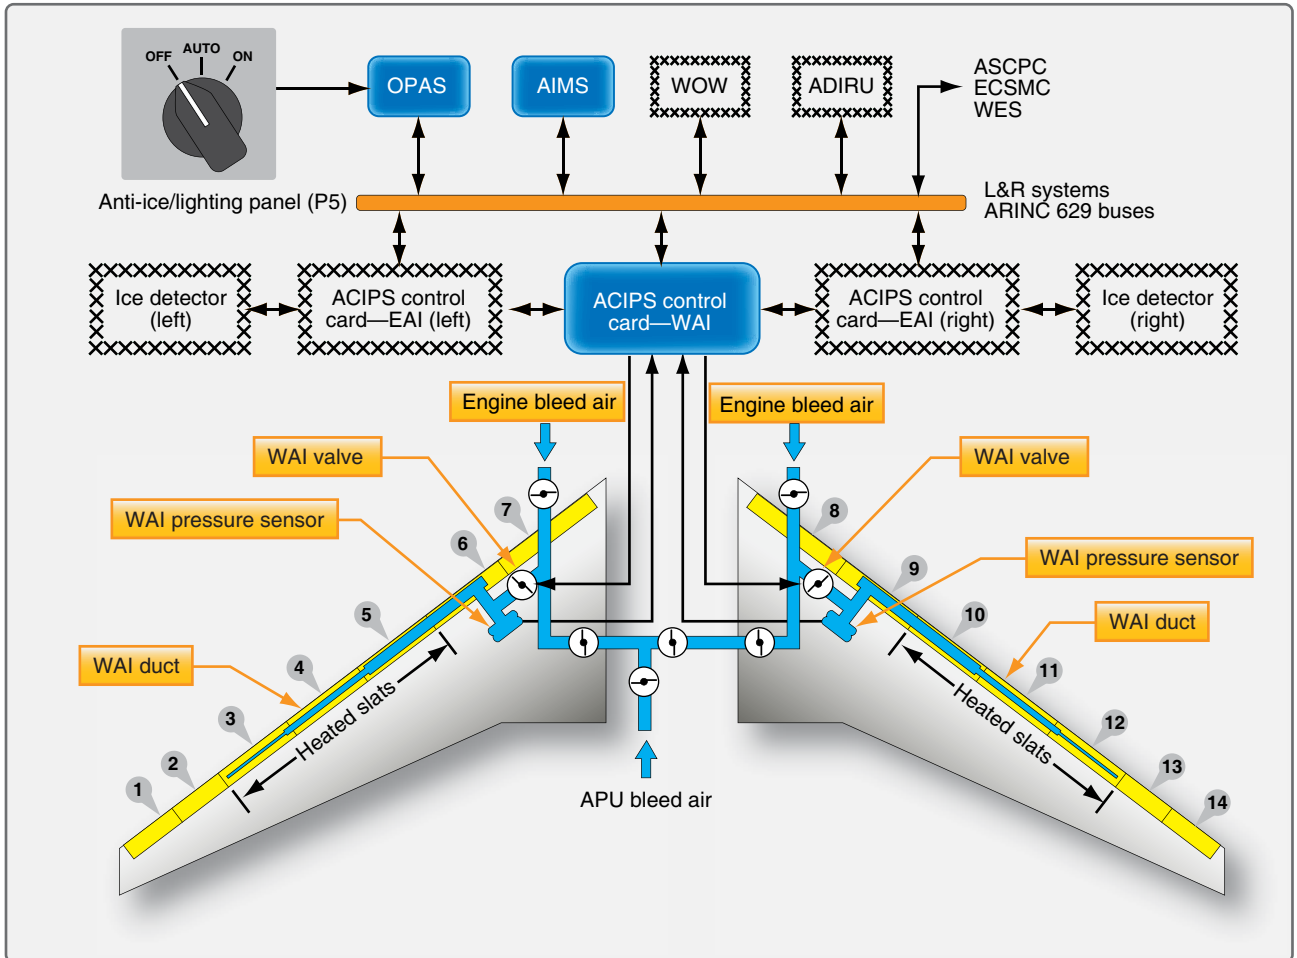 OFF
AUTO
ON
OPAS
AIMS
WOW
ADIRU
ASCPC
ECSMC
WES
Anti-ice/lighting panel (P5)
L&R systems
ARINC 629 buses
Ice detector
(left)
ACIPS control
card—EAI (left)
ACIPS control
card—WAI
ACIPS control
card—EAI (right)
Ice detector
(right)
Engine bleed air
Engine bleed air
WAI valve
WAI valve
WAI pressure sensor
WAI pressure sensor
WAI duct
WAI duct
7
6
5
4
3
2
1
8
9
10
11
12
13
14
Heated slats
Heated slats
APU bleed air